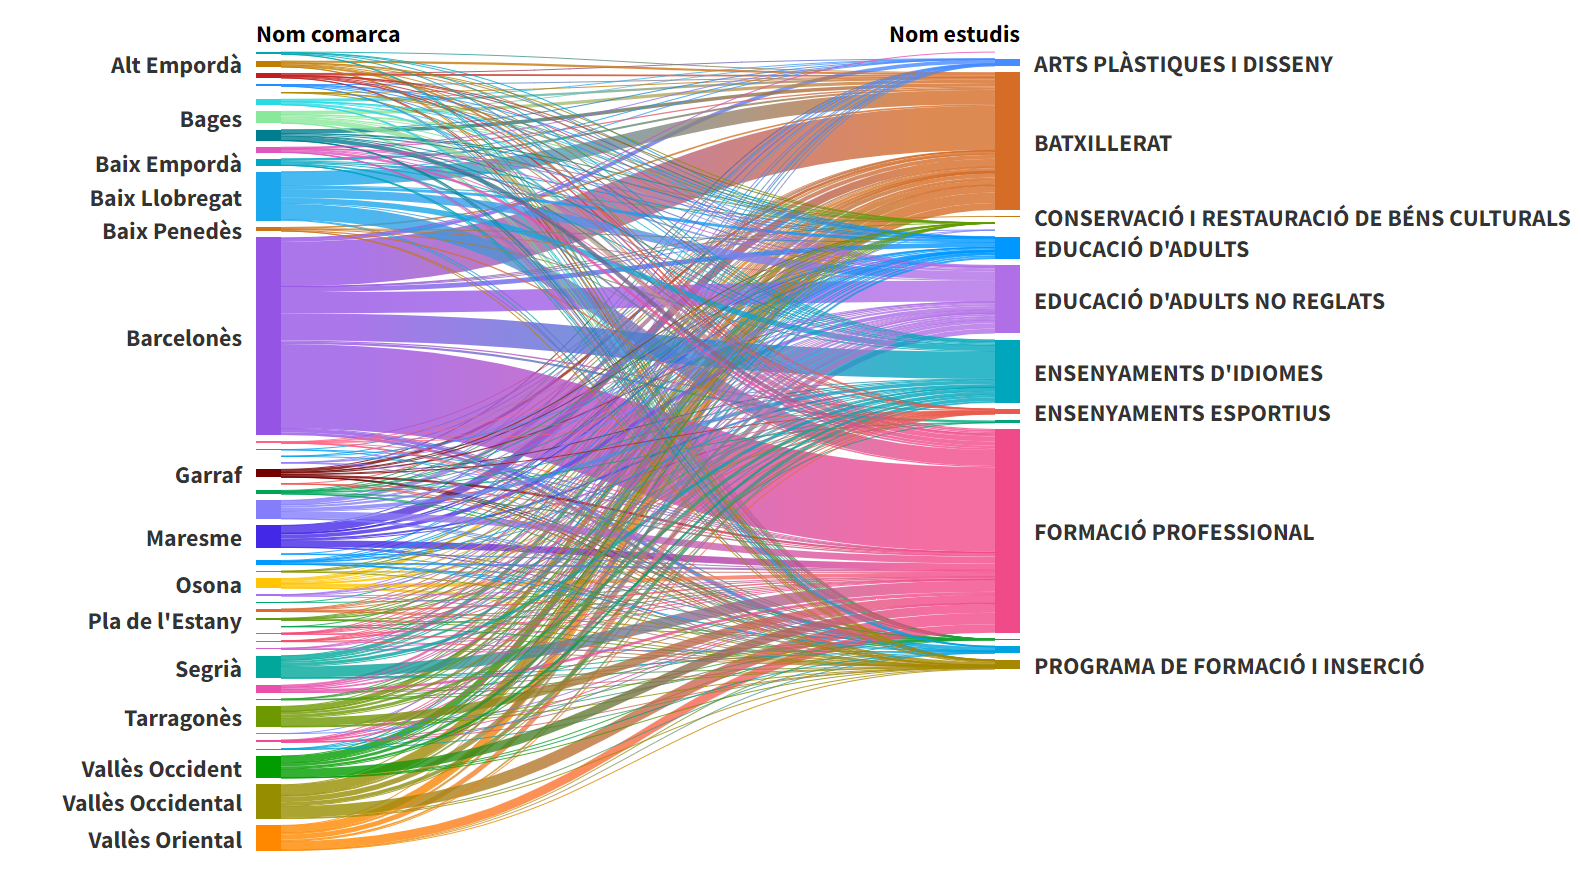 Nom comarca
Nom estudis
Alt Empordà
Bages
Baix Empordà
Baix Llobregat
Baix Penedès
Barcelonès
Garraf
Maresme
Osona
Pla de l'Estany
Segrià
Tarragonès
Vallès Occident
Vallès Occidental
Vallès Oriental
ARTS PLÀSTIQUES I DISSENY
BATXILLERAT
CONSERVACIÓ I RESTAURACIÓ DE BÉNS CULTURALS
EDUCACIÓ D'ADULTS
EDUCACIÓ D'ADULTS NO REGLATS
ENSENYAMENTS D'IDIOMES
ENSENYAMENTS ESPORTIUS
FORMACIÓ PROFESSIONAL
PROGRAMA DE FORMACIÓ I INSERCIÓ